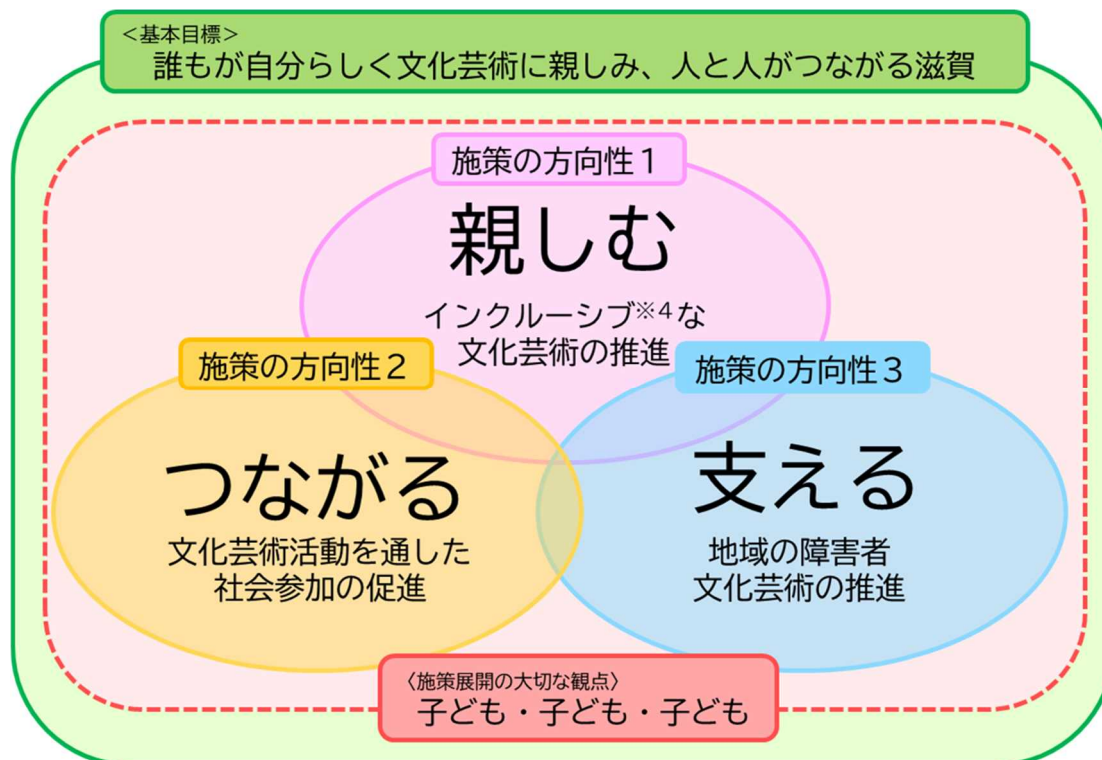 <基本目標>
誰もが自分らしく文化芸術に親しみ、人と人がつながる滋賀
施策の方向性1
親しむ
インクルーシブ※4な
文化芸術の推進
施策の方向性2
つながる
文化芸術活動を通した
社会参加の促進
施策の方向性3
支える
地域の障害者
文化芸術の推進
〈施策展開の大切な観点〉
子ども・子ども・子ども